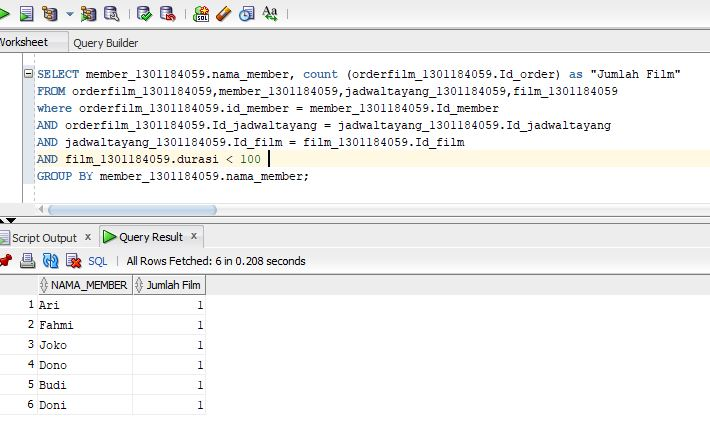 Worksheet Query Builder
SELECT member_1301184059.nama_member, count (orderfilm_1301184059.Id_order) as "Jumlah Film"
FROM orderfilm_1301184059,member_1301184059,jadwaltayang_1301184059,film_1301184059
where orderfilm_1301184059.id_member = member_1301184059.Id_member
AND orderfilm_1301184059.Id_jadwaltayang = jadwaltayang_1301184059.Id_jadwaltayang
AND jadwaltayang_1301184059.Id_film = film_1301184059.Id_film
AND film_1301184059.durasi < 100
GROUP BY member_1301184059.nama_member;
Script Output x Query Result x
SQL | All Rows Fetched: 6 in 0.208 seconds
NAMA_MEMBER Jumlah Film
1 Ari 1
2 Fahmi 1
3 Joko 1
4 Dono 1
5 Budi 1
6 Doni 1